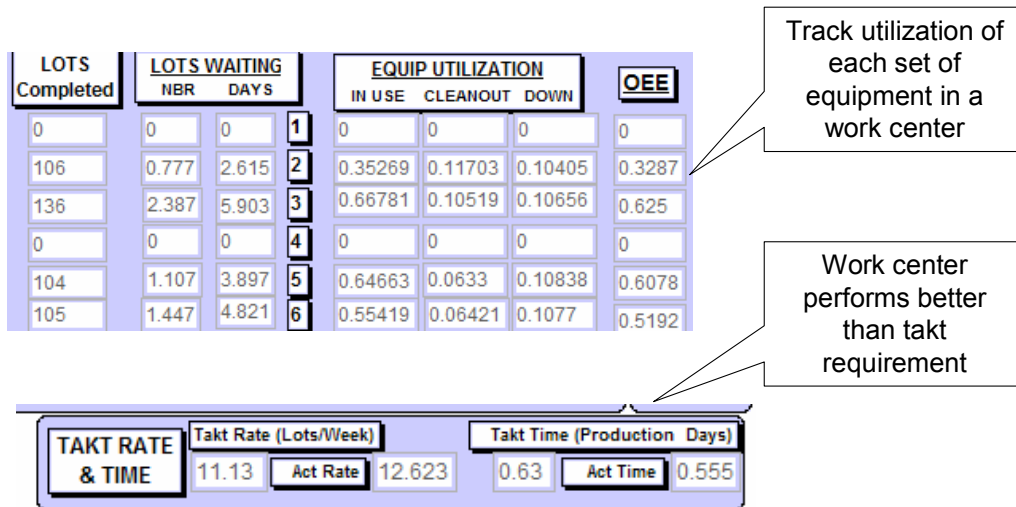 LOTS Completed LOTS WAITING EQUIP UTILIZATION OEE
NBR DAYS IN USE CLEANOUT DOWN
0 0 0 1 0 0 0 0
106 0.777 2.615 2 0.35269 0.11703 0.10405 0.3287
136 2.387 5.903 3 0.66781 0.10519 0.10656 0.625
0 0 0 4 0 0 0 0
104 1.107 3.897 5 0.64663 0.0633 0.10838 0.6078
105 1.447 4.821 6 0.55419 0.06421 0.1077 0.5192
Track utilization of
each set of
equipment in a
work center
Work center
performs better
than takt
requirement
TAKT RATE
& TIME
Takt Rate (Lots/Week)
11.13 Act Rate 12.623
Takt Time (Production Days)
0.63 Act Time 0.555